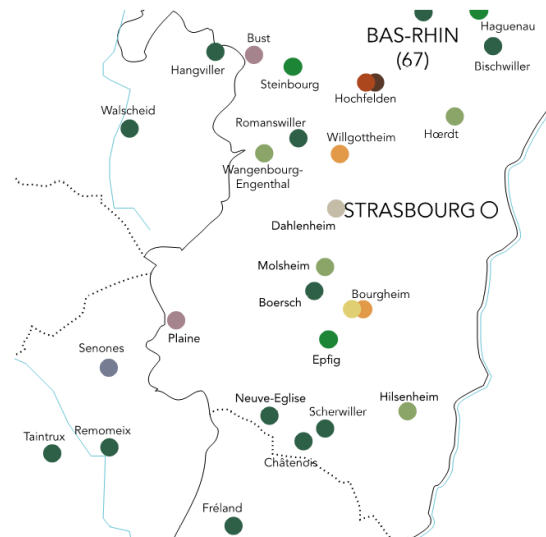 Haguenau
BAS-RHIN
(67)
Bust
Hangviller
Bischwiller
Steinbourg
Hochfelden
Walscheid
Romanswiller
Willgottheim
Hœrdt
Wangenbourg-
Engenthal
STRASBOURG
Dahlenheim
Molsheim
Boersch
Bourgheim
Plaine
Senones
Epfig
Neuve-Eglise
Hilsenheim
Scherwiller
Taintrux
Remomeix
Châtenois
Fréland